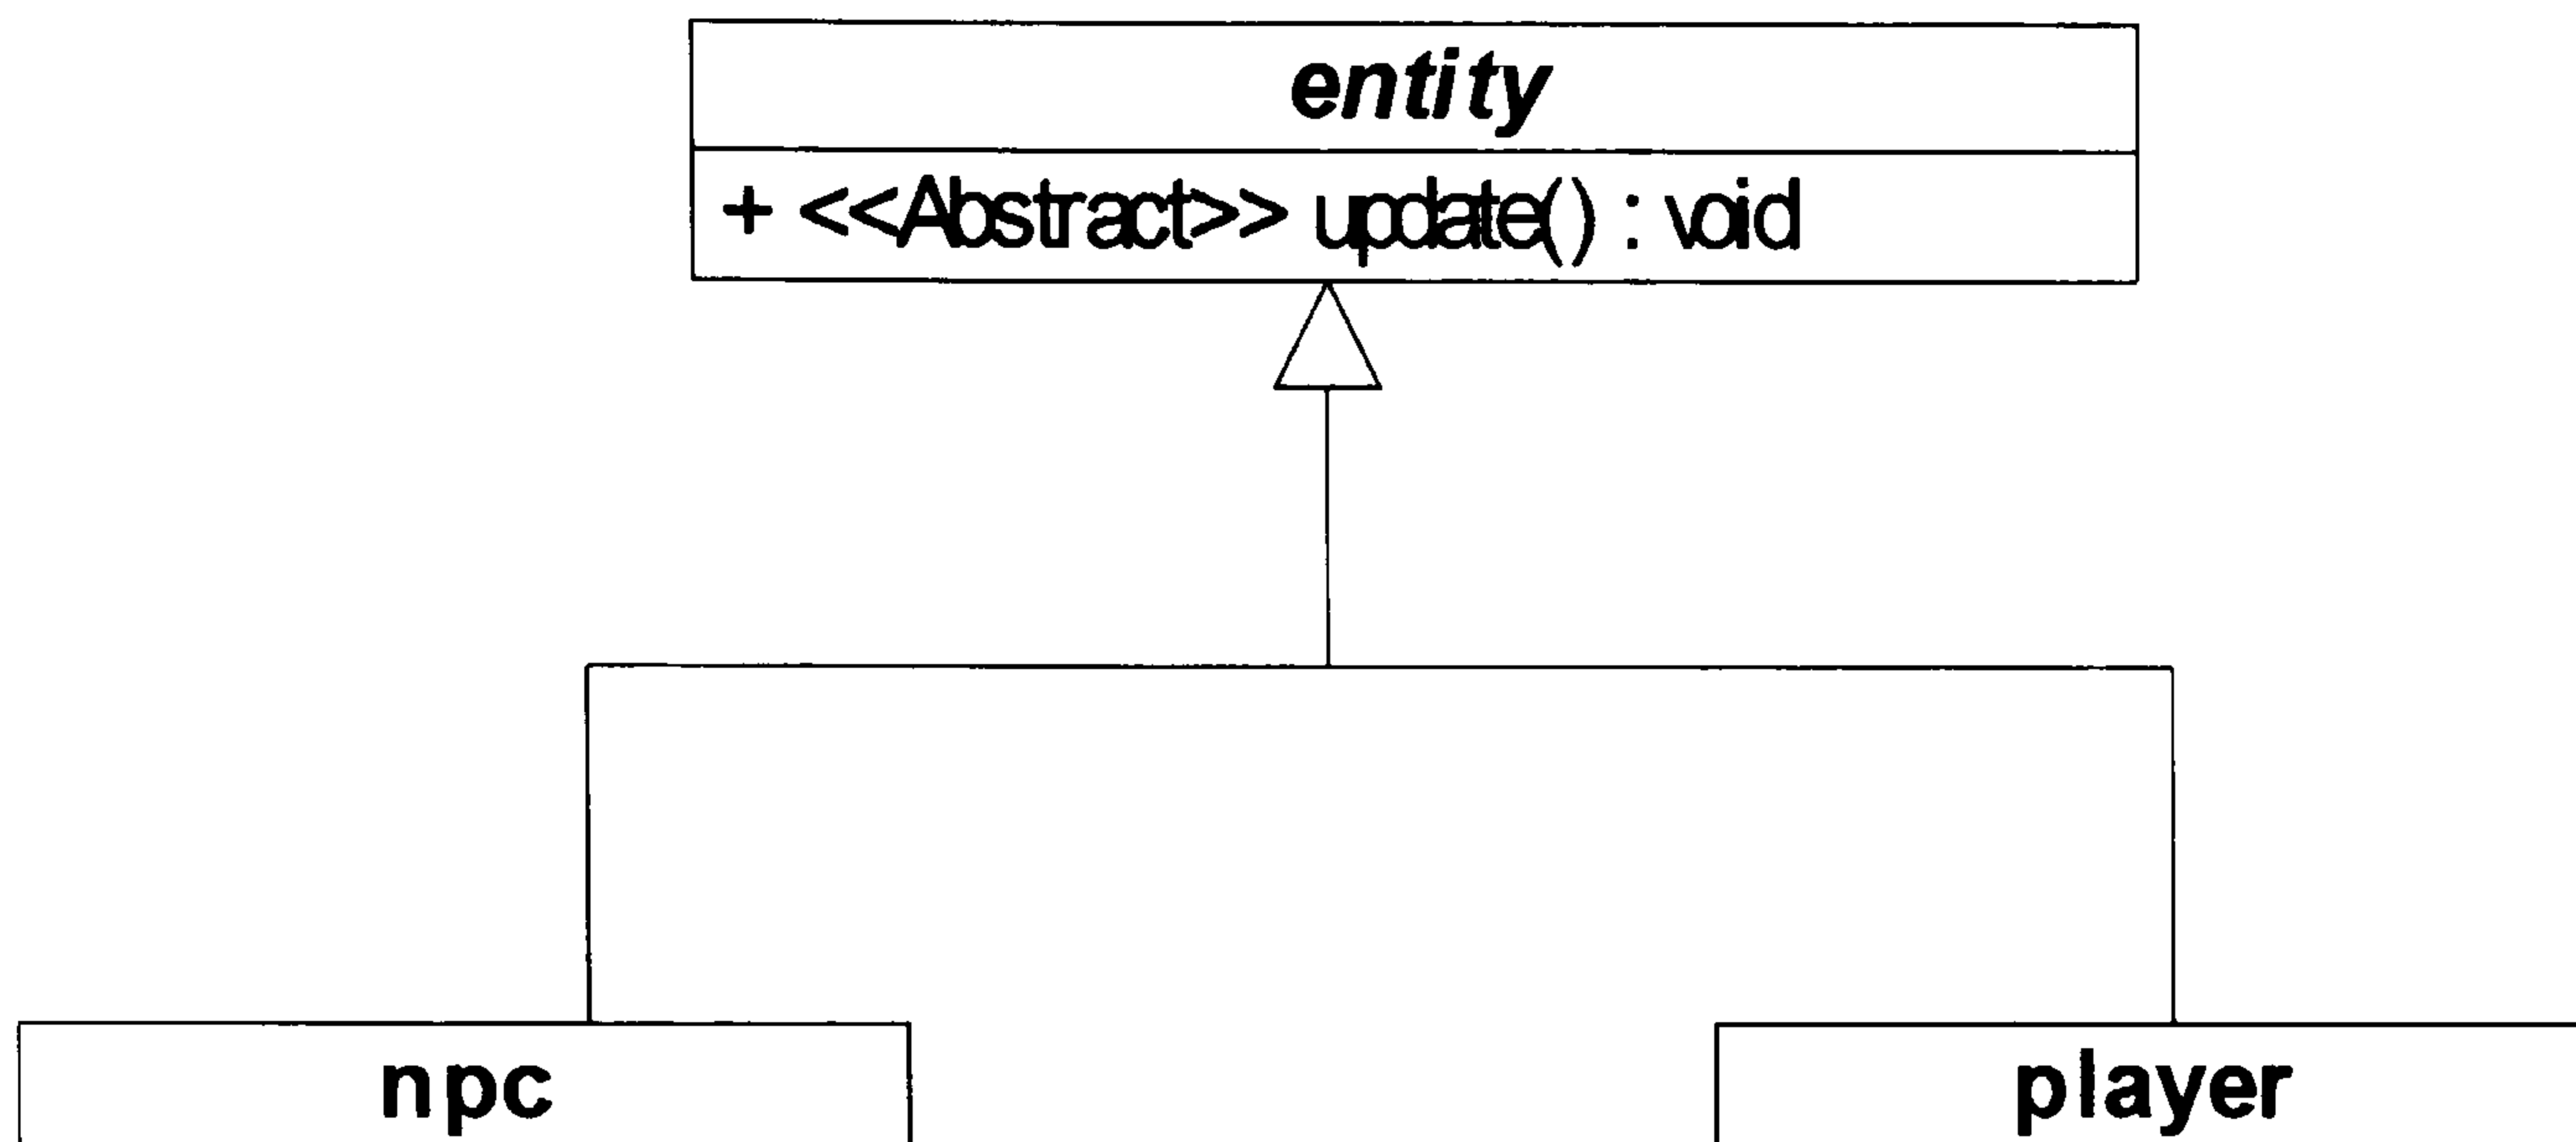 entity
+ <<Abstract>> update() : void
npc
player